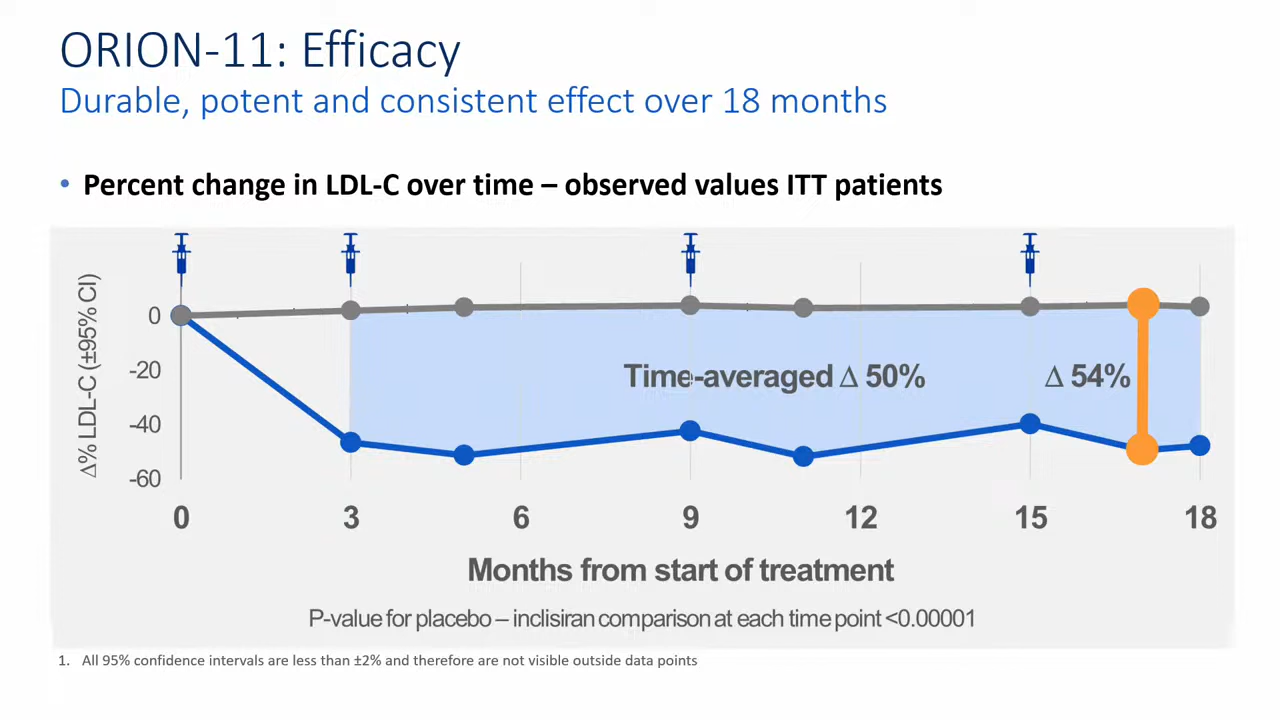 ORION-11: Efficacy
Durable, potent and consistent effect over 18 months
• Percent change in LDL-C over time – observed values ITT patients
Δ% LDL-C (±95% CI)
0
-20
-40
-60
Time-averaged Δ 50%
Δ 54%
0 3 6 9 12 15 18
Months from start of treatment
P-value for placebo – inclisiran comparison at each time point <0.00001
1. All 95% confidence intervals are less than ±2% and therefore are not visible outside data points